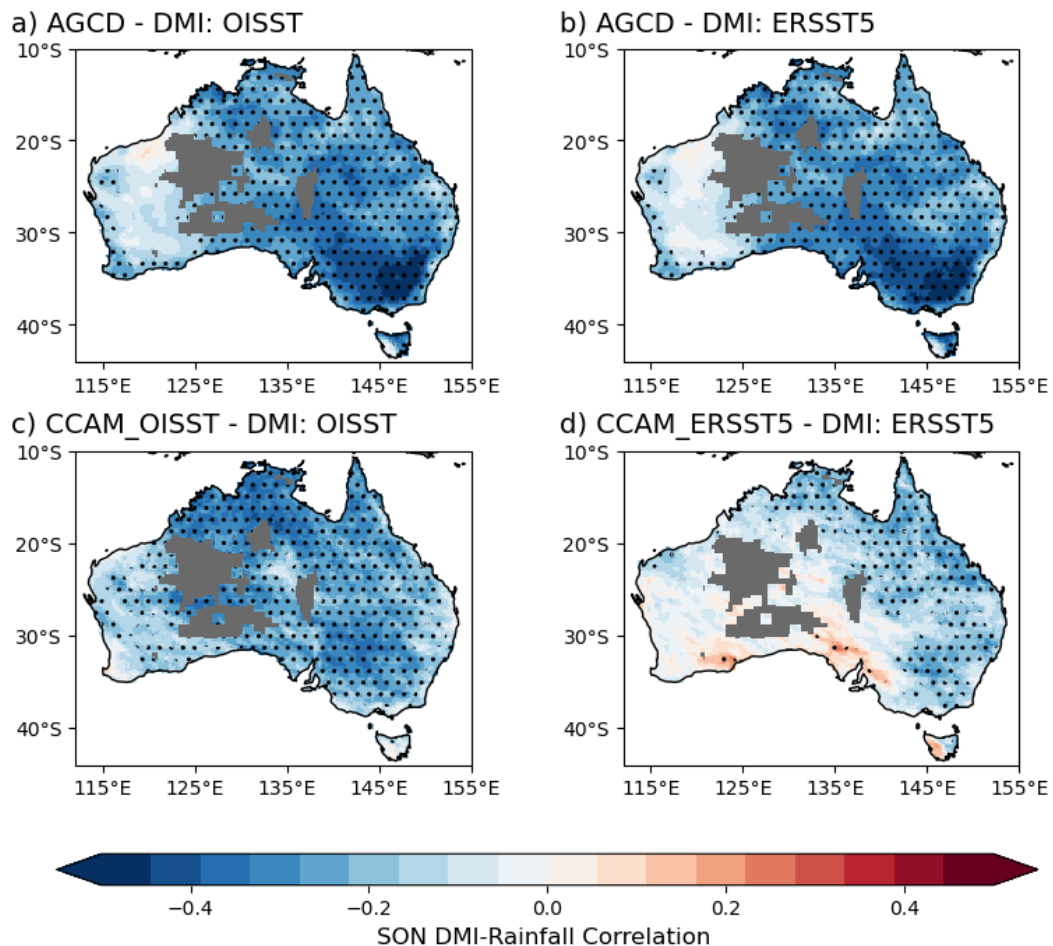 a) AGCD - DMI: OISST
b) AGCD - DMI: ERSST5
10°S
20°S
30°S
40°S
115°E 125°E 135°E 145°E 155°E
10°S
20°S
30°S
40°S
115°E 125°E 135°E 145°E 155°E
c) CCAM_OISST - DMI: OISST
d) CCAM_ERSST5 - DMI: ERSST5
10°S
20°S
30°S
40°S
115°E 125°E 135°E 145°E 155°E
10°S
20°S
30°S
40°S
115°E 125°E 135°E 145°E 155°E
−0.4 −0.2 0.0 0.2 0.4
SON DMI-Rainfall Correlation